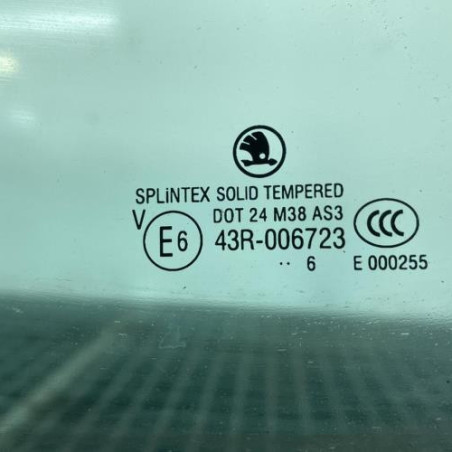 SPLiNTEX SOLID TEMPERED
DOT 24 M38 AS3
V
E6 43R-006723 CCC
.. 6 E 000255